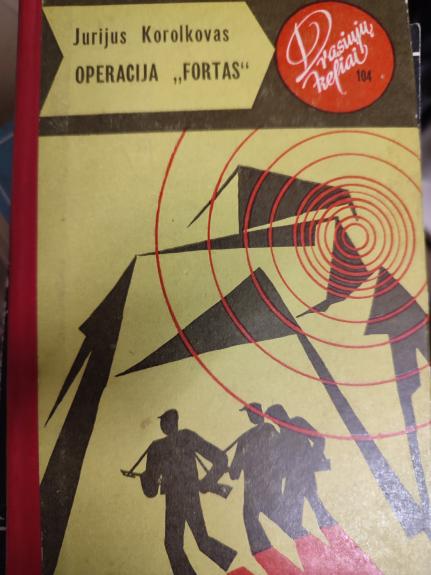 Jurijus Korolkovas
OPERACIJA „FORTAS“
Drąsiųjų
keliai
104